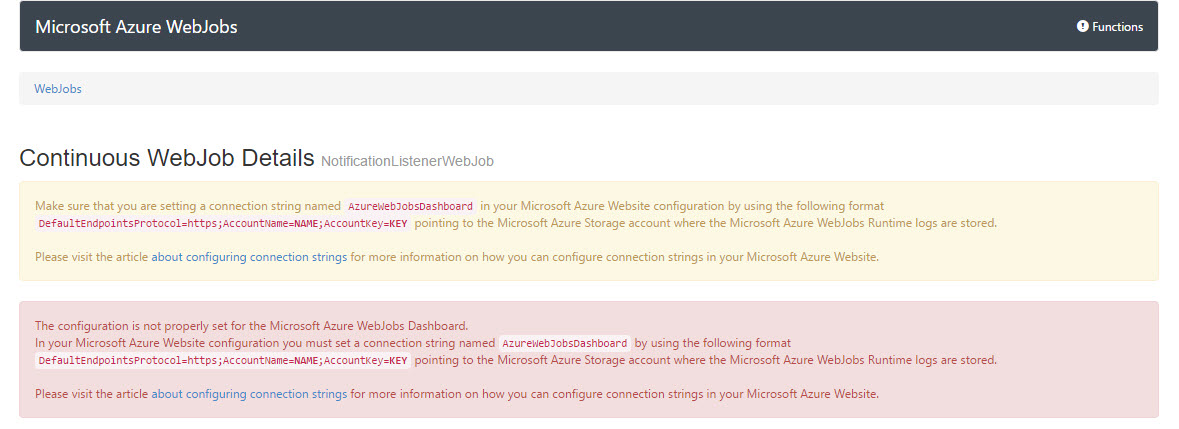 Microsoft Azure WebJobs
Functions
WebJobs
Continuous WebJob Details NotificationListenerWebJob
Make sure that you are setting a connection string named AzureWebJobsDashboard in your Microsoft Azure Website configuration by using the following format
DefaultEndpointsProtocol=https;AccountName=NAME;AccountKey=KEY pointing to the Microsoft Azure Storage account where the Microsoft Azure WebJobs Runtime logs are stored.
Please visit the article about configuring connection strings for more information on how you can configure connection strings in your Microsoft Azure Website.
The configuration is not properly set for the Microsoft Azure WebJobs Dashboard.
In your Microsoft Azure Website configuration you must set a connection string named AzureWebJobsDashboard by using the following format
DefaultEndpointsProtocol=https;AccountName=NAME;AccountKey=KEY pointing to the Microsoft Azure Storage account where the Microsoft Azure WebJobs Runtime logs are stored.
Please visit the article about configuring connection strings for more information on how you can configure connection strings in your Microsoft Azure Website.